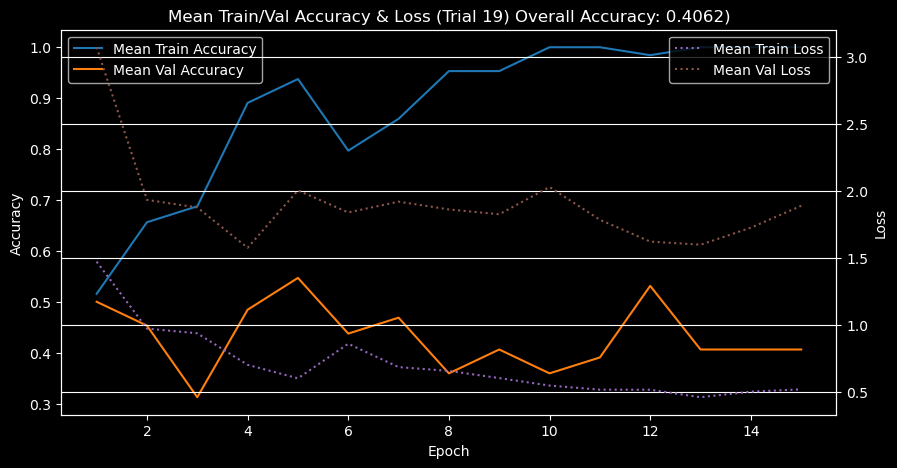 Mean Train/Val Accuracy & Loss (Trial 19) Overall Accuracy: 0.4062)
Mean Train Accuracy
Mean Val Accuracy
Mean Train Loss
Mean Val Loss
Accuracy
1.0
0.9
0.8
0.7
0.6
0.5
0.4
0.3
3.0
2.5
2.0
1.5
1.0
0.5
Loss
2 4 6 8 10 12 14
Epoch